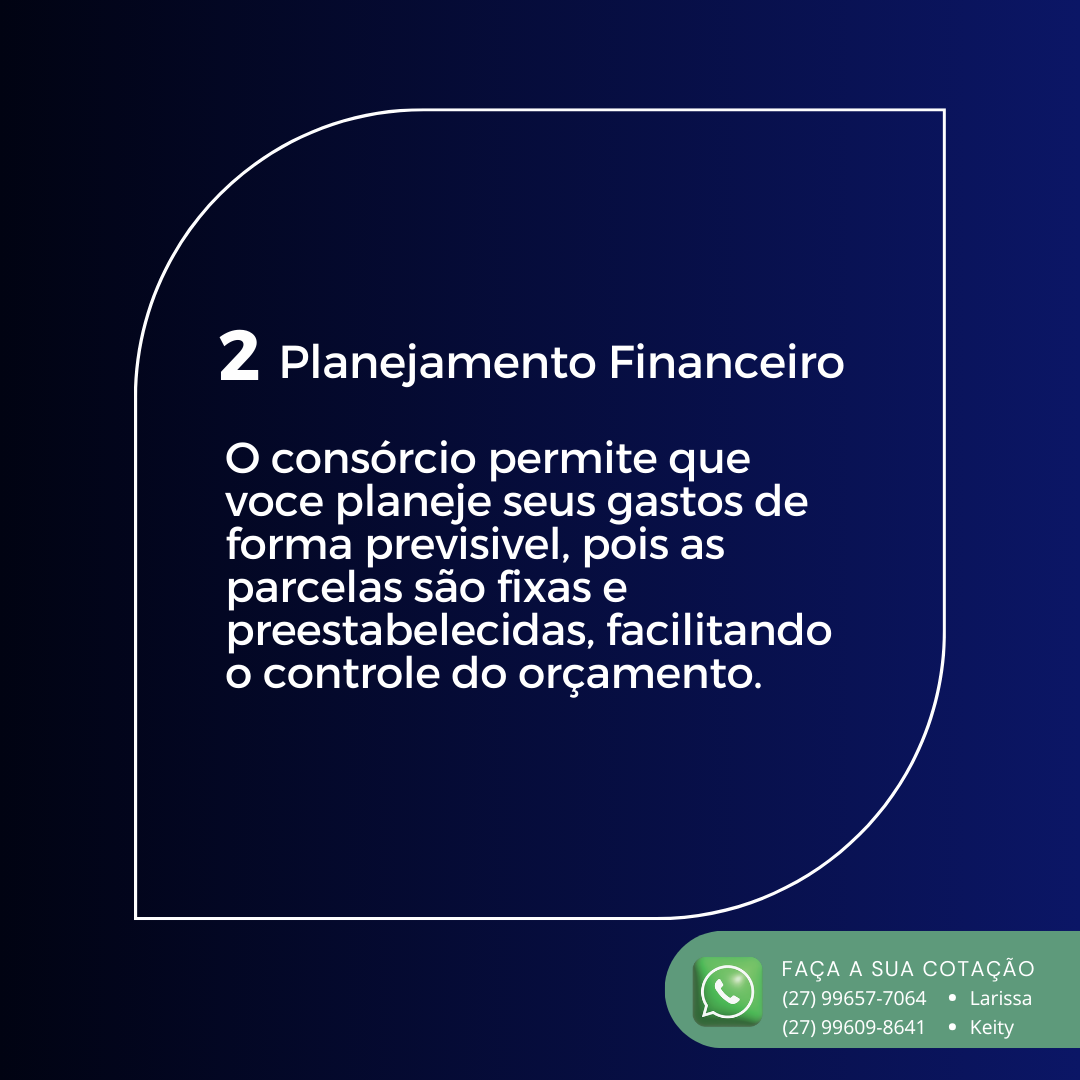 2 Planejamento Financeiro
O consórcio permite que
voce planeje seus gastos de
forma previsivel, pois as
parcelas são fixas e
preestabelecidas, facilitando
o controle do orçamento.
FAÇA A SUA COTAÇÃO
(27) 99657-7064 • Larissa
(27) 99609-8641 • Keity